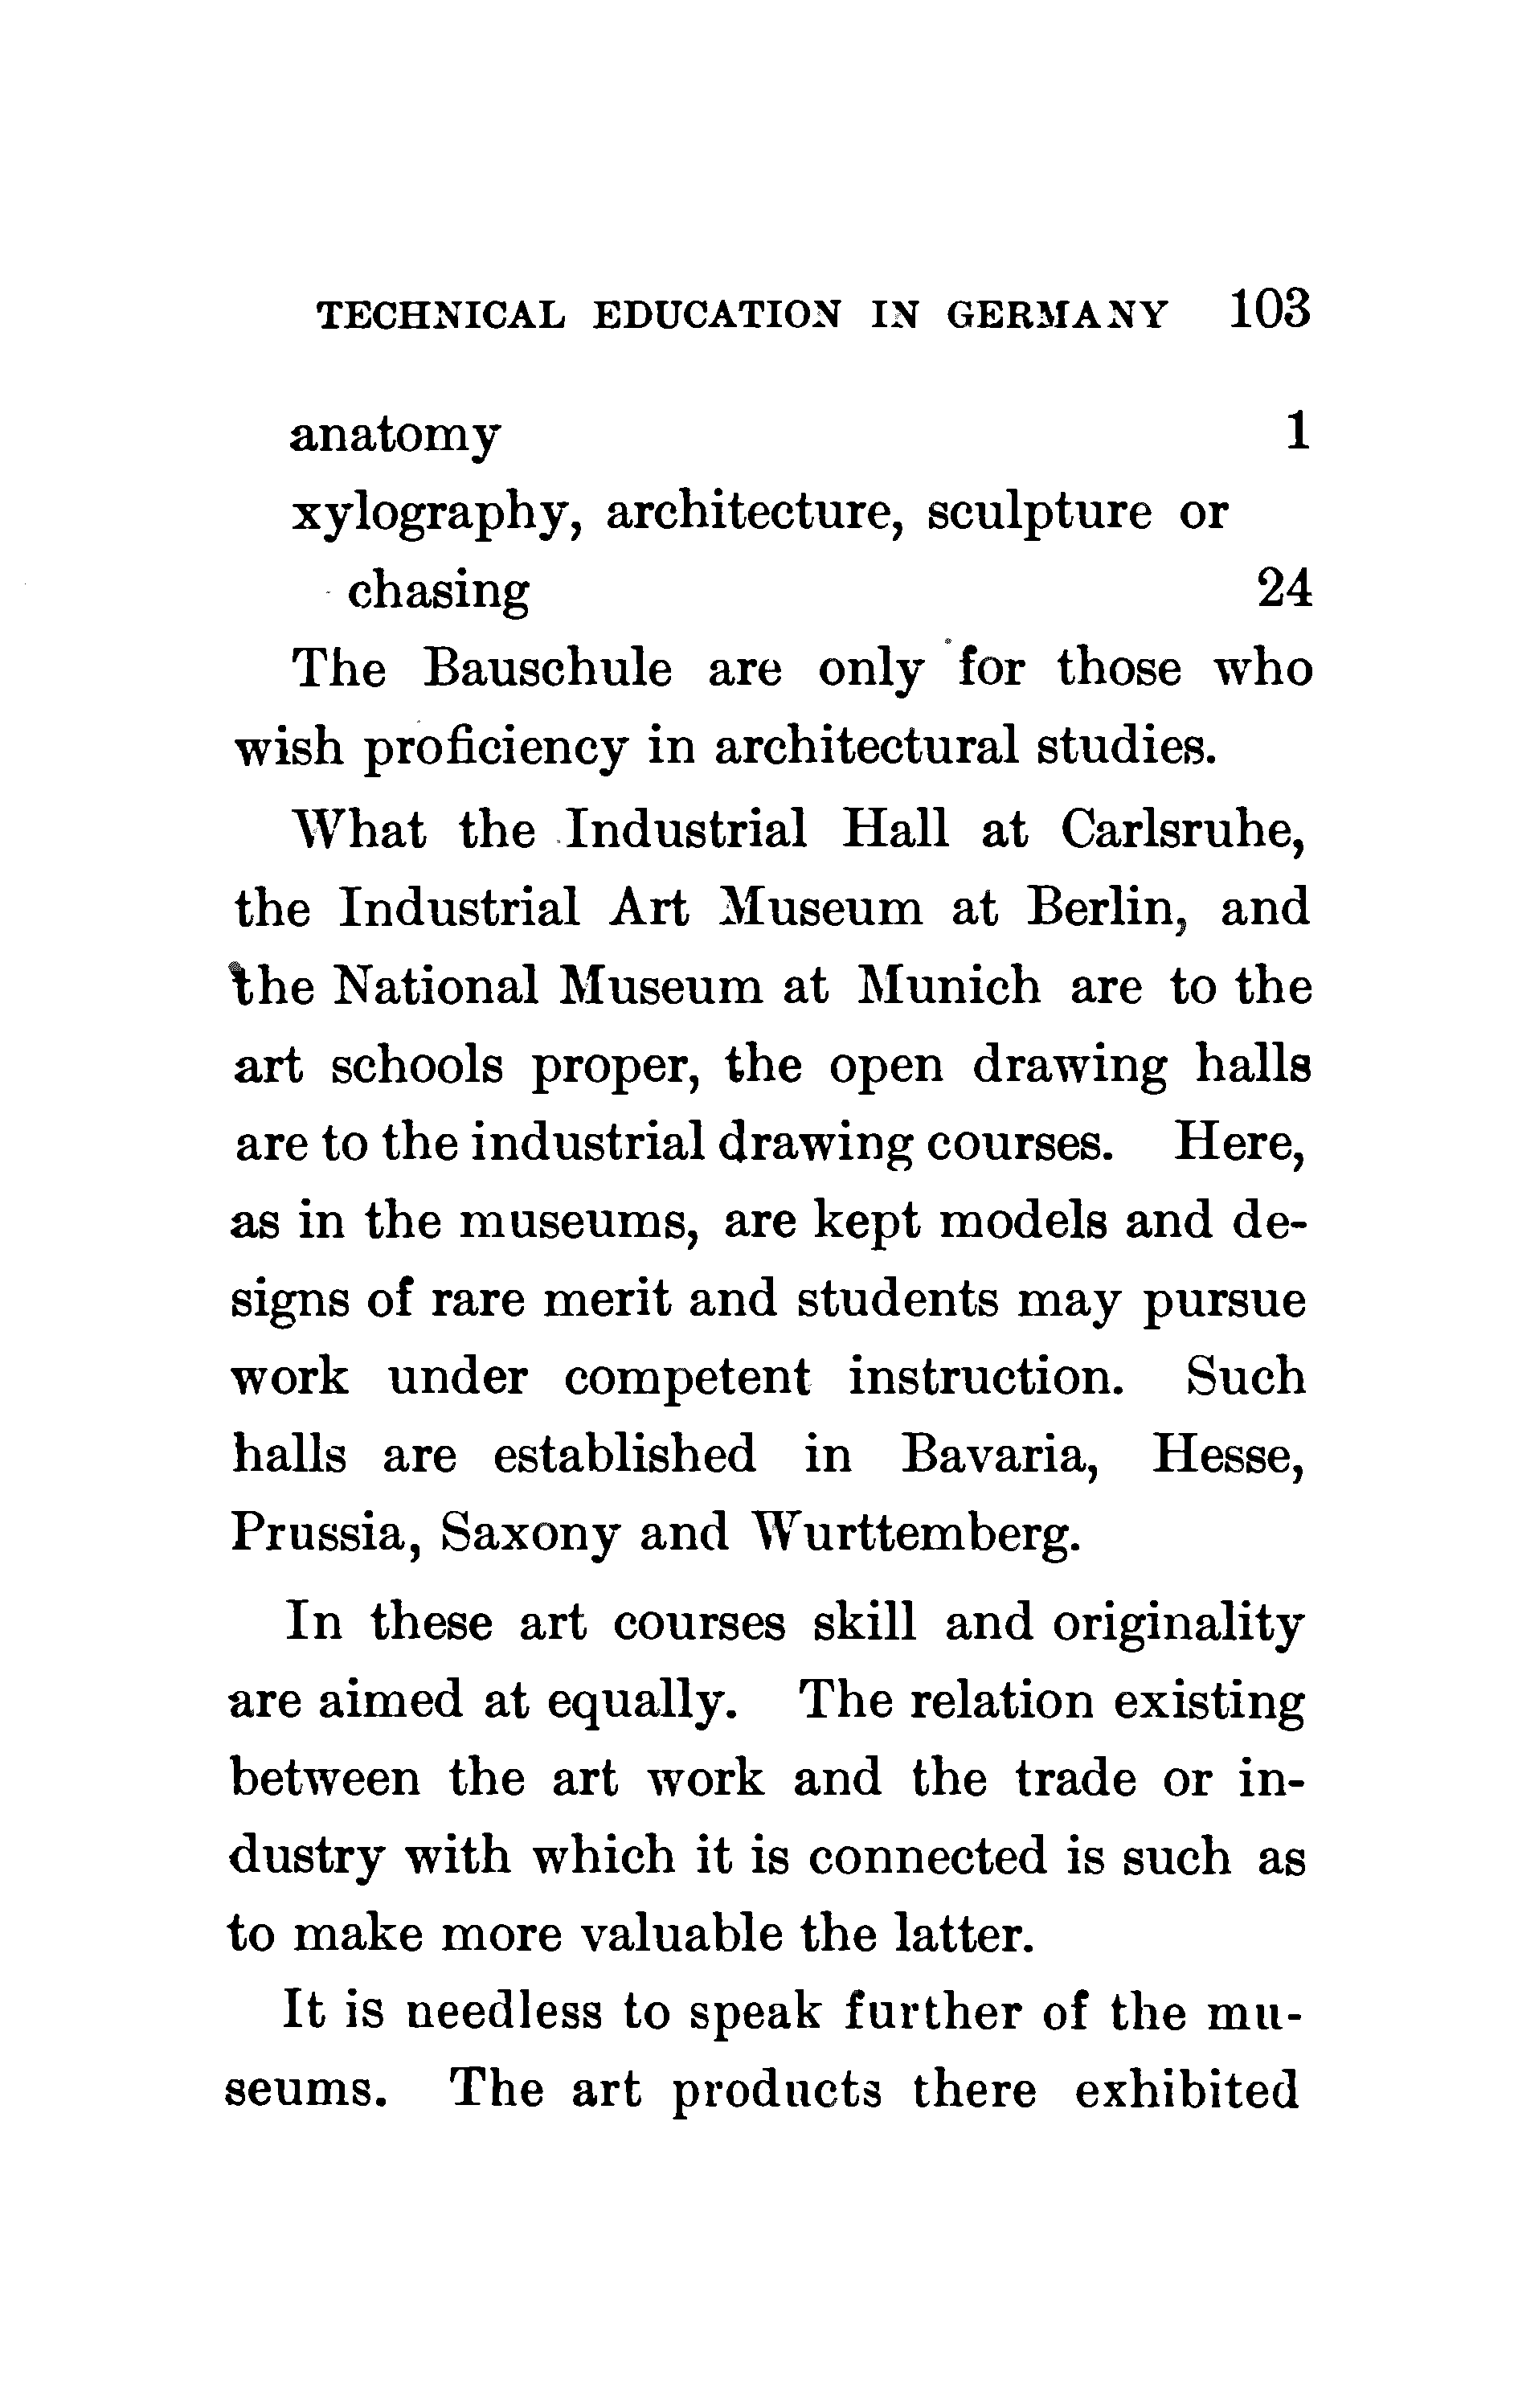 TECHNICAL EDUCATION IN GERMANY 103
anatomy 1
xylography, architecture, sculpture or
chasing 24
The Bauschule are only for those who
wish proficiency in architectural studies.
What the Industrial Hall at Carlsruhe,
the Industrial Art Museum at Berlin, and
the National Museum at Munich are to the
art schools proper, the open drawing halls
are to the industrial drawing courses. Here,
as in the museums, are kept models and de-
signs of rare merit and students may pursue
work under competent instruction. Such
halls are established in Bavaria, Hesse,
Prussia, Saxony and Wurttemberg.
In these art courses skill and originality
are aimed at equally. The relation existing
between the art work and the trade or in-
dustry with which it is connected is such as
to make more valuable the latter.
It is needless to speak further of the mu-
seums. The art products there exhibited